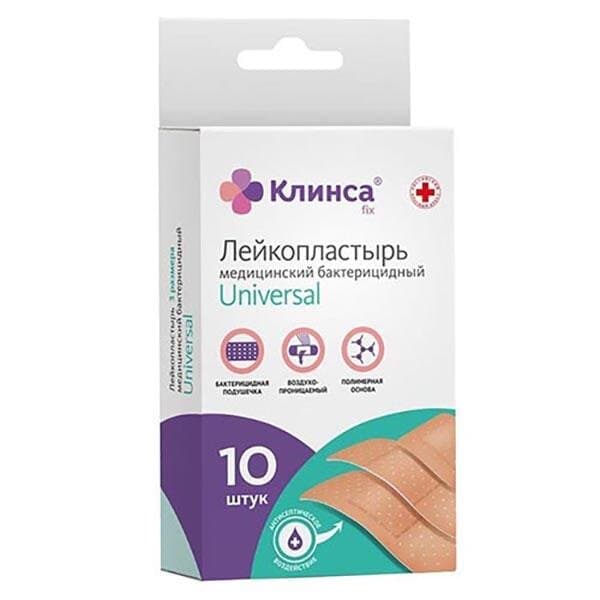 Клинса®
fix
Лейкопластырь
медицинский бактерицидный
Universal
БАКТЕРИЦИДНАЯ
ПОДУШЕЧКА
ВОЗДУХО-
ПРОНИЦАЕМЫЙ
ПОЛИМЕРНАЯ
ОСНОВА
10
штук
АНТИСЕПТИЧЕСКОЕ
ВОЗДЕЙСТВИЕ
Лейкопластырь 3 размера
медицинский бактерицидный
Universal